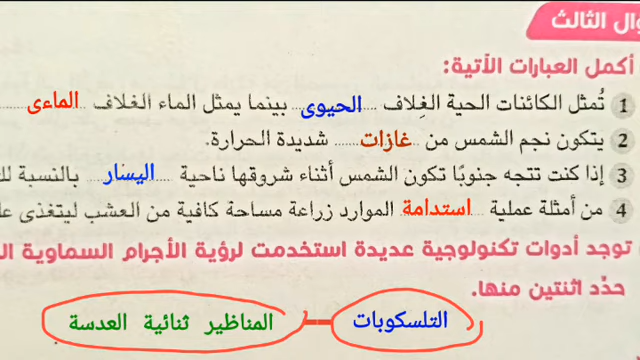 ال الثالث
أكمل العبارات الآتية:
1 تُمثل الكائنات الحية الغِلاف .... الحيوى .... بينما يمثل الماء الغلاف .... المائى ....
2 يتكون نجم الشمس من .... غازات .... شديدة الحرارة.
3 إذا كنت تتجه جنوبًا تكون الشمس أثناء شروقها ناحية .... اليسار .... بالنسبة
4 من أمثلة عملية .... استدامة الموارد زراعة مساحة كافية من العشب ليتغذى
توجد أدوات تكنولوجية عديدة استخدمت لرؤية الأجرام السماوية
حدِّد اثنتين منها.
التلسكوبات - المناظير ثنائية العدسة